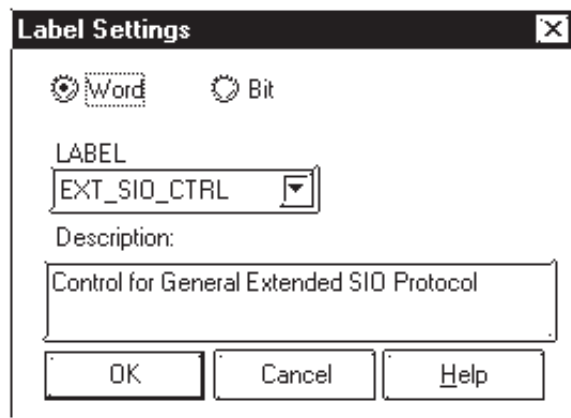 Label Settings
Word Bit
LABEL
EXT_SIO_CTRL
Description:
Control for General Extended SIO Protocol
OK Cancel Help